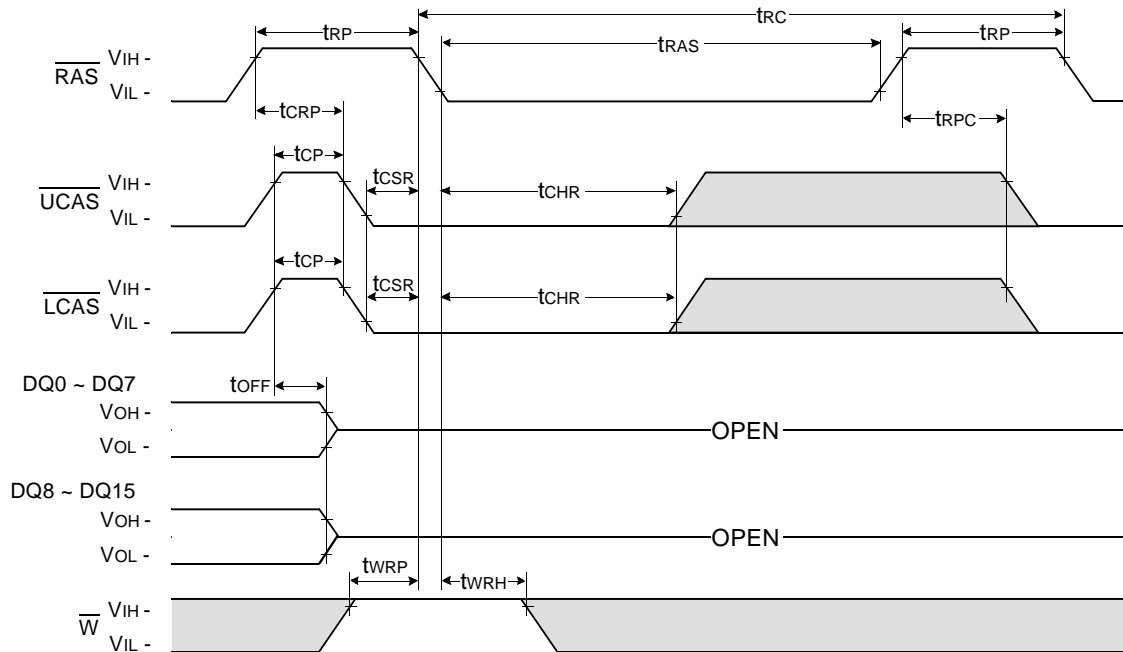 tRC
tRP tRAS tRP
RAS VIH -
VIL -
tCRP tRPC
tCP
UCAS VIH -
VIL -
tCSR tCHR
tCP
LCAS VIH -
VIL -
tCSR tCHR
DQ0 ~ DQ7
tOFF
VOH -
VOL -
OPEN
DQ8 ~ DQ15
VOH -
VOL -
OPEN
tWRP tWRH
W VIH -
VIL -